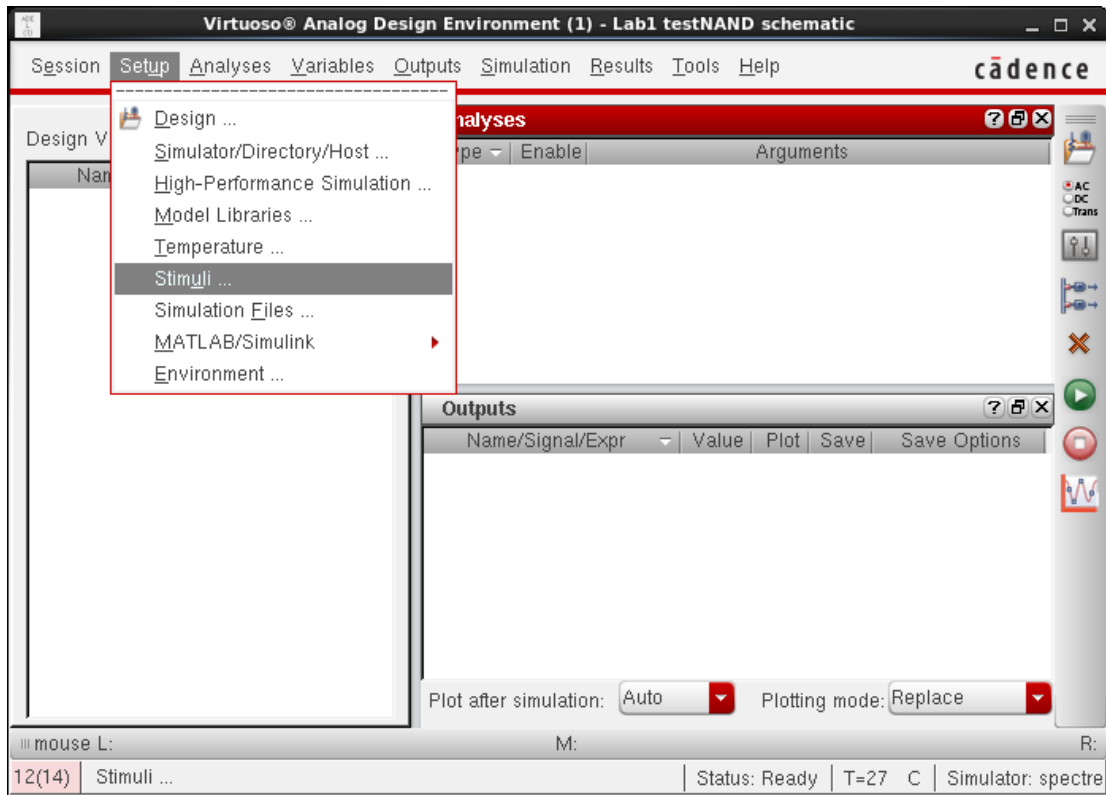 Virtuoso® Analog Design Environment (1) - Lab1 testNAND schematic
Session Setup Analyses Variables Outputs Simulation Results Tools Help cādence
Design ...
Simulator/Directory/Host ...
High-Performance Simulation ...
Model Libraries ...
Temperature ...
Stimuli ...
Simulation Files ...
MATLAB/Simulink
Environment ...
Design V
Nam
nalyses
pe Enable Arguments
AC
DC
Trans
Outputs
Name/Signal/Expr Value Plot Save Save Options
Plot after simulation: Auto Plotting mode: Replace
mouse L: M: R:
12(14) Stimuli ... Status: Ready T=27 C Simulator: spectre